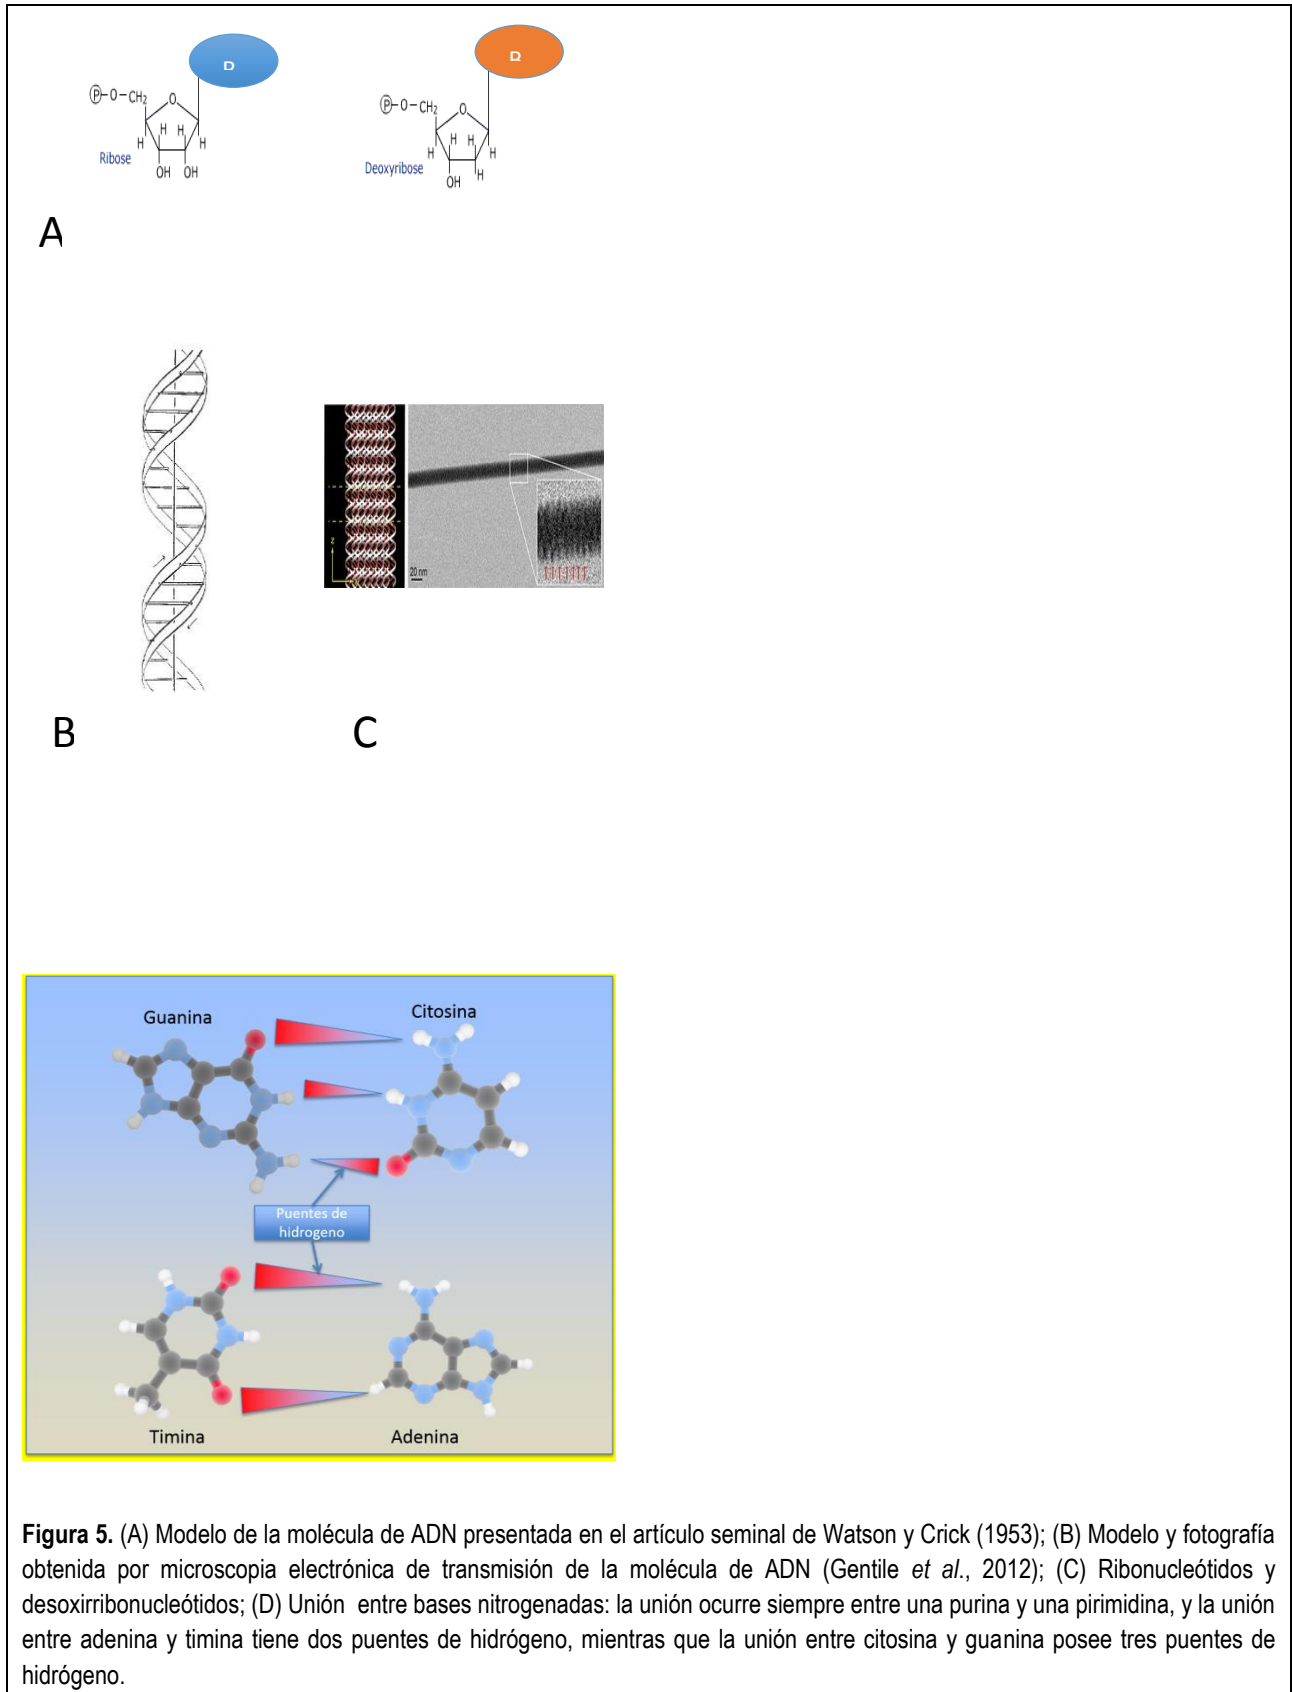 P-O-CH₂ O
H H H H
Ribose
OH OH
P-O-CH₂ O
H H H H
Deoxyribose
OH H
A
z
20 nm
B C
Guanina Citosina
Puentes de
hidrogeno
Timina Adenina
Figura 5. (A) Modelo de la molécula de ADN presentada en el artículo seminal de Watson y Crick (1953); (B) Modelo y fotografía
obtenida por microscopia electrónica de transmisión de la molécula de ADN (Gentile et al., 2012); (C) Ribonucleótidos y
desoxirribonucleótidos; (D) Unión entre bases nitrogenadas: la unión ocurre siempre entre una purina y una pirimidina, y la unión
entre adenina y timina tiene dos puentes de hidrógeno, mientras que la unión entre citosina y guanina posee tres puentes de
hidrógeno.